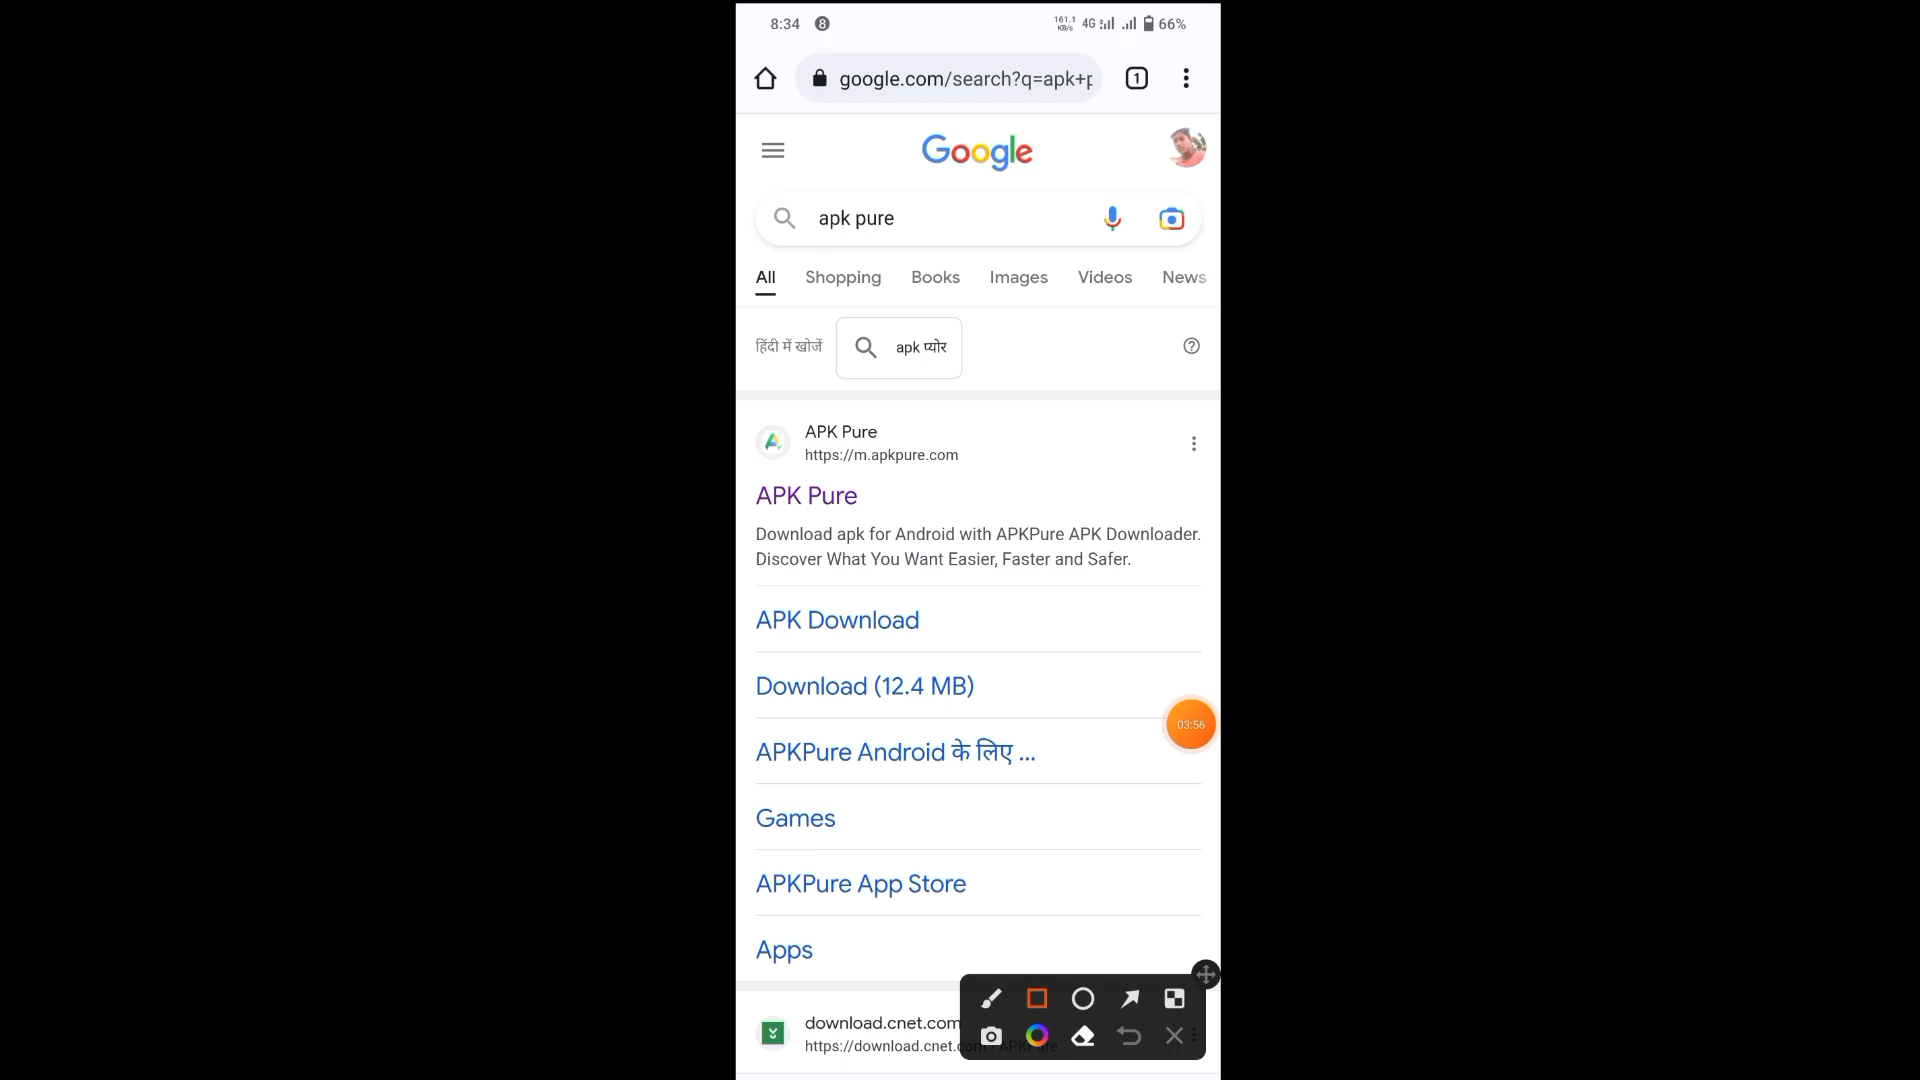 8:34 8 161.1 KB/s 4G 66%
google.com/search?q=apk+p
1
Google
apk pure
All Shopping Books Images Videos News
हिंदी में खोजें apk प्योर
APK Pure
https://m.apkpure.com
APK Pure
Download apk for Android with APKPure APK Downloader.
Discover What You Want Easier, Faster and Safer.
APK Download
Download (12.4 MB)
03:56
APKPure Android के लिए ...
Games
APKPure App Store
Apps
download.cnet.com
https://download.cnet.com › APKPure